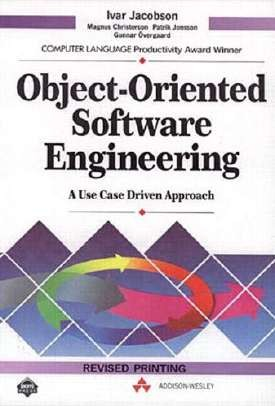 Ivar Jacobson
Magnus Christerson Patrik Jonsson
Gunnar Övergaard
COMPUTER LANGUAGE Productivity Award Winner
Object-Oriented
Software
Engineering
A Use Case Driven Approach
REVISED PRINTING
ADDISON-WESLEY